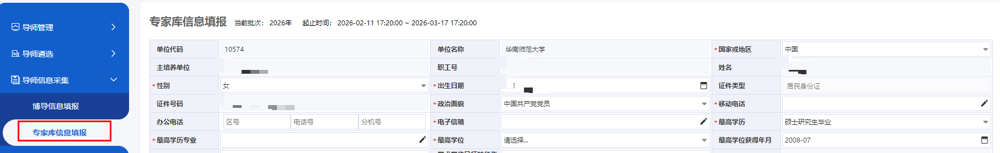 导师管理
导师遴选
导师信息采集
博导信息填报
专家库信息填报
专家库信息填报 当前批次: 2026年 起止时间: 2026-02-11 17:20:00 ~ 2026-03-17 17:20:00
单位代码 10574 单位名称 华南师范大学 *国家或地区 中国
主培养单位 职工号 姓名
*性别 女 *出生日期 证件类型 居民身份证
证件号码 *政治面貌 中国共产党党员 *移动电话
办公电话 区号 电话号 分机号 *电子信箱 *最高学历 硕士研究生毕业
*最高学历专业 *最高学位 请选择... 最高学位获得年月 2008-07